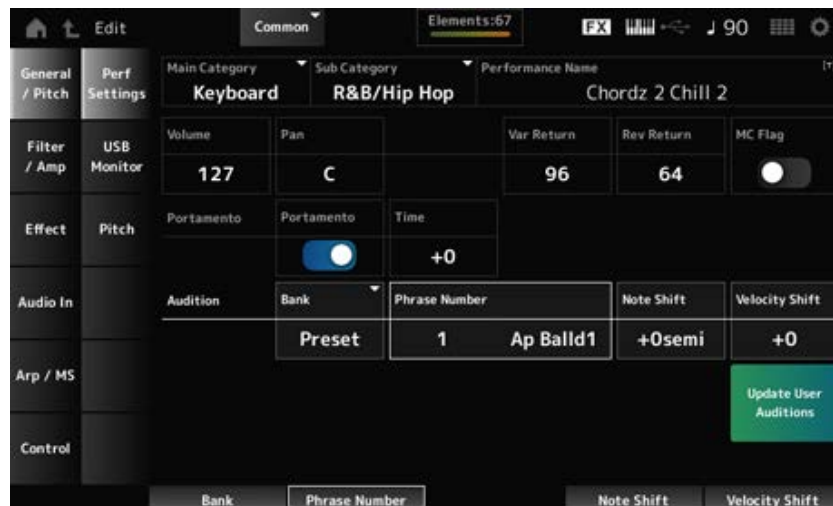 Edit Common Elements:67 FX 90
General / Pitch
Perf Settings
Main Category
Keyboard
Sub Category
R&B/Hip Hop
Performance Name
Chordz 2 Chill 2
Filter / Amp
USB Monitor
Volume
127
Pan
C
Var Return
96
Rev Return
64
MC Flag
Effect
Pitch
Portamento
Portamento
Time
+0
Audio In
Audition
Bank
Preset
Phrase Number
1 Ap Balld1
Note Shift
+0semi
Velocity Shift
+0
Arp / MS
Update User
Auditions
Control
Bank Phrase Number Note Shift Velocity Shift